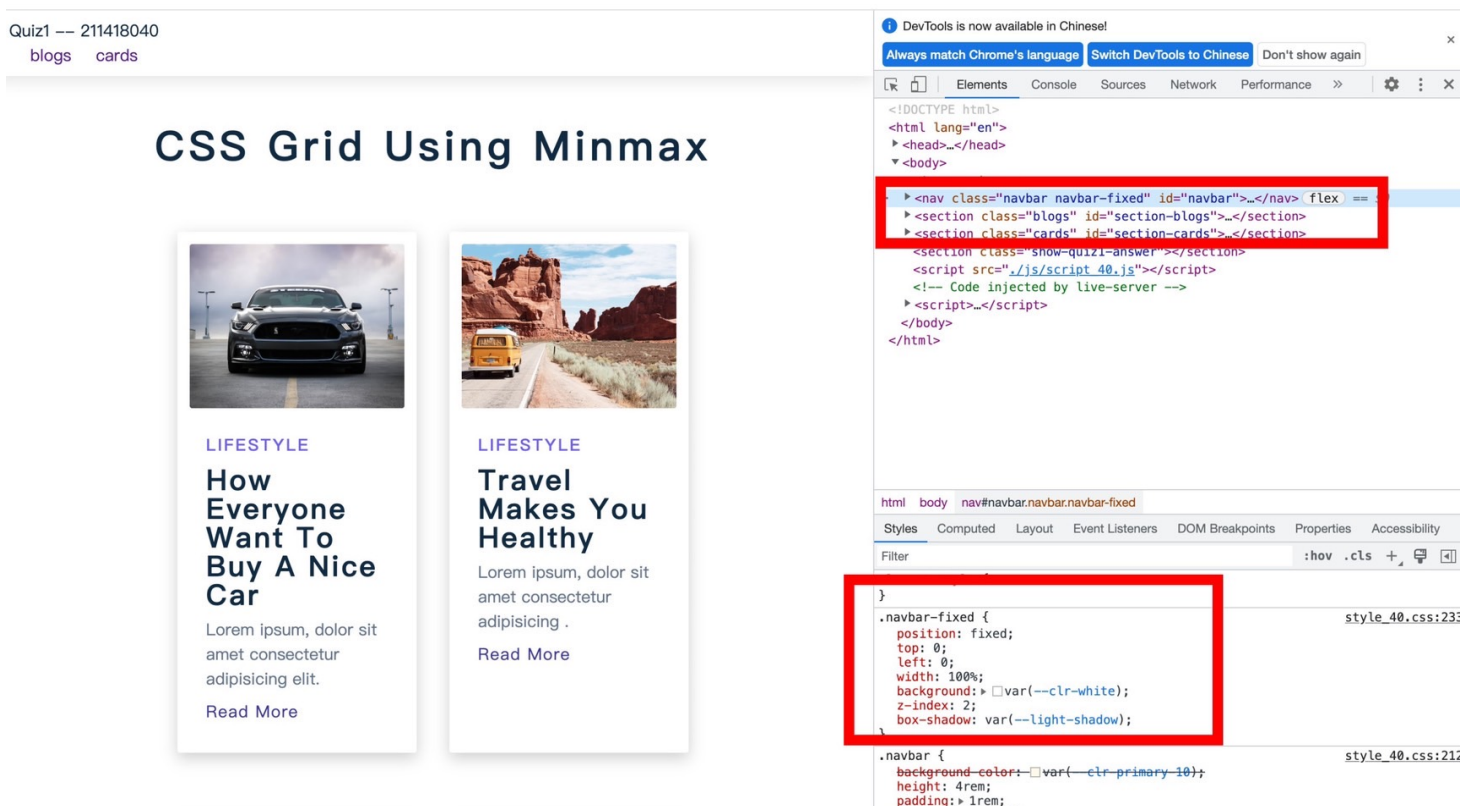 Quiz1 -- 211418040
blogs cards
CSS Grid Using Minmax
LIFESTYLE
How
Everyone
Want To
Buy A Nice
Car
Lorem ipsum, dolor sit
amet consectetur
adipisicing elit.
Read More
LIFESTYLE
Travel
Makes You
Healthy
Lorem ipsum, dolor sit
amet consectetur
adipisicing .
Read More
DevTools is now available in Chinese!
Always match Chrome's language Switch DevTools to Chinese Don't show again
Elements Console Sources Network Performance »
<!DOCTYPE html>
<html lang="en">
<head>…</head>
<body>
<nav class="navbar navbar-fixed" id="navbar">…</nav> flex ==
<section class="blogs" id="section-blogs">…</section>
<section class="cards" id="section-cards">…</section>
<section class="show-quiz1-answer"></section>
<script src="./js/script_40.js"></script>
<!-- Code injected by live-server -->
<script>…</script>
</body>
</html>
html body nav#navbar.navbar.navbar-fixed
Styles Computed Layout Event Listeners DOM Breakpoints Properties Accessibility
Filter :hov .cls +
}
.navbar-fixed { style_40.css:233
position: fixed;
top: 0;
left: 0;
width: 100%;
background: var(--clr-white);
z-index: 2;
box-shadow: var(--light-shadow);
}
.navbar { style_40.css:212
background-color: var(--clr-primary-10);
height: 4rem;
padding: 1rem;